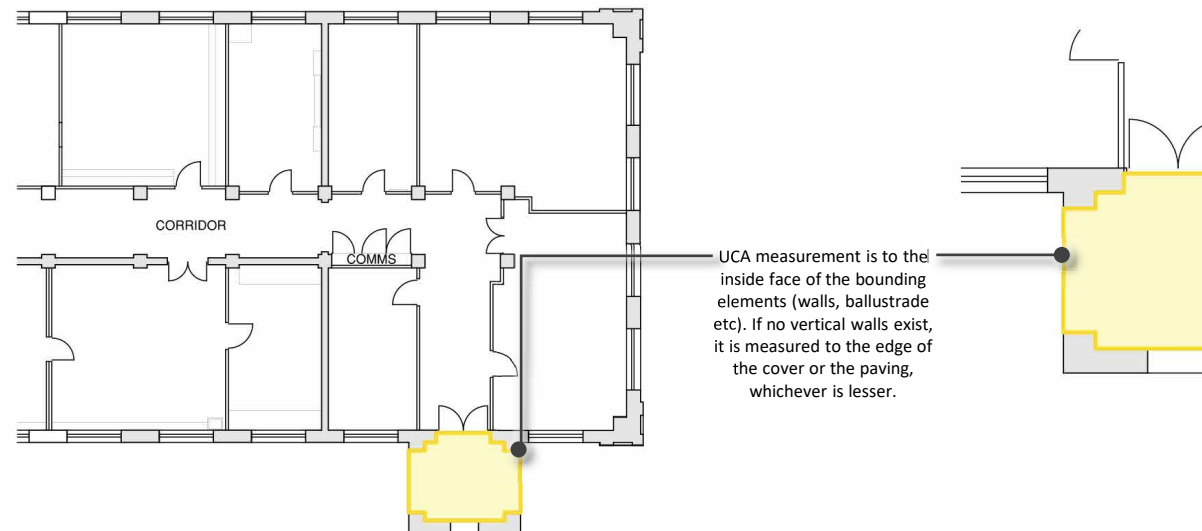 CORRIDOR
COMMS
UCA measurement is to the
inside face of the bounding
elements (walls, ballustrade
etc). If no vertical walls exist,
it is measured to the edge of
the cover or the paving,
whichever is lesser.